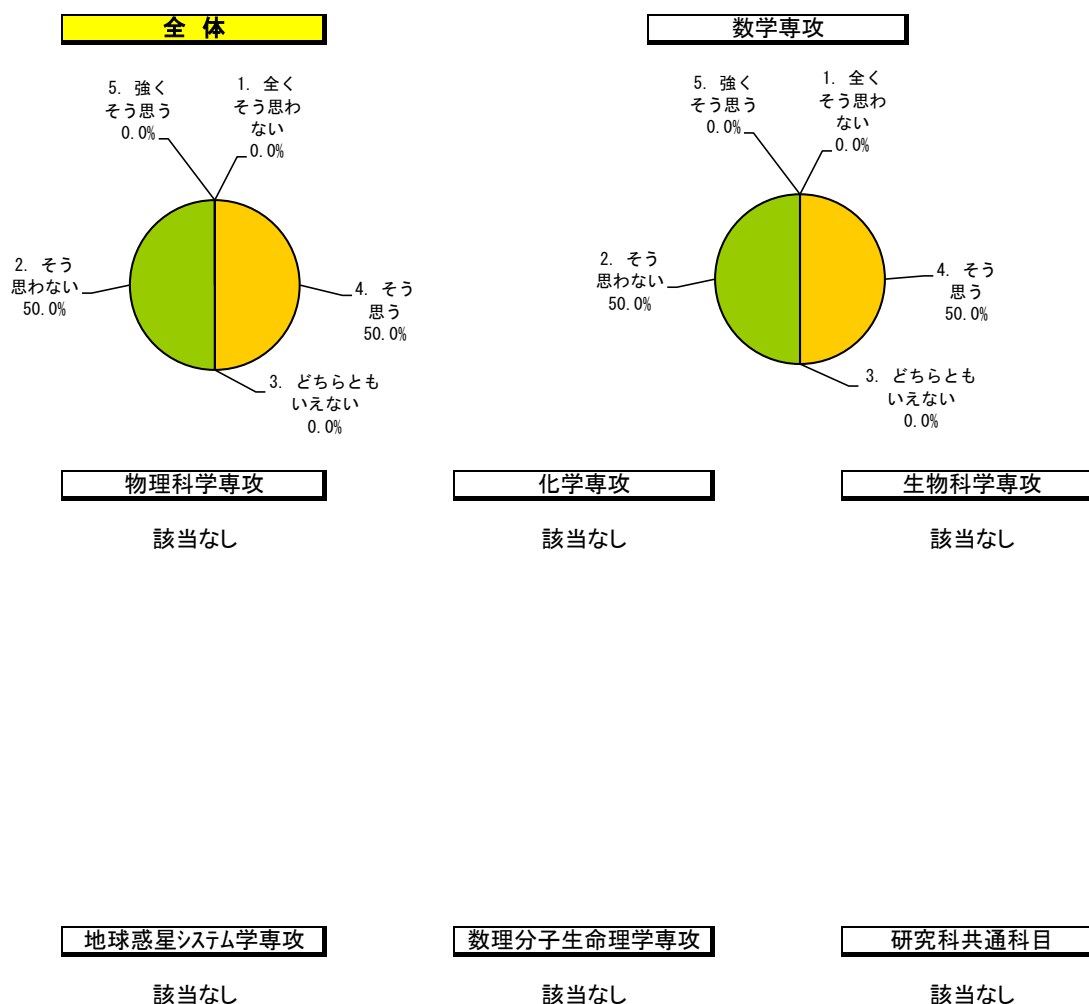 全 体
数学専攻
5. 強く
そう思う
0.0%
1. 全く
そう思わ
ない
0.0%
2. そう
思わない
50.0%
4. そう
思う
50.0%
3. どちらとも
いえない
0.0%
5. 強く
そう思う
0.0%
1. 全く
そう思わ
ない
0.0%
2. そう
思わない
50.0%
4. そう
思う
50.0%
3. どちらとも
いえない
0.0%
物理科学専攻
化学専攻
生物科学専攻
該当なし
該当なし
該当なし
地球惑星システム学専攻
数理分子生命理学専攻
研究科共通科目
該当なし
該当なし
該当なし